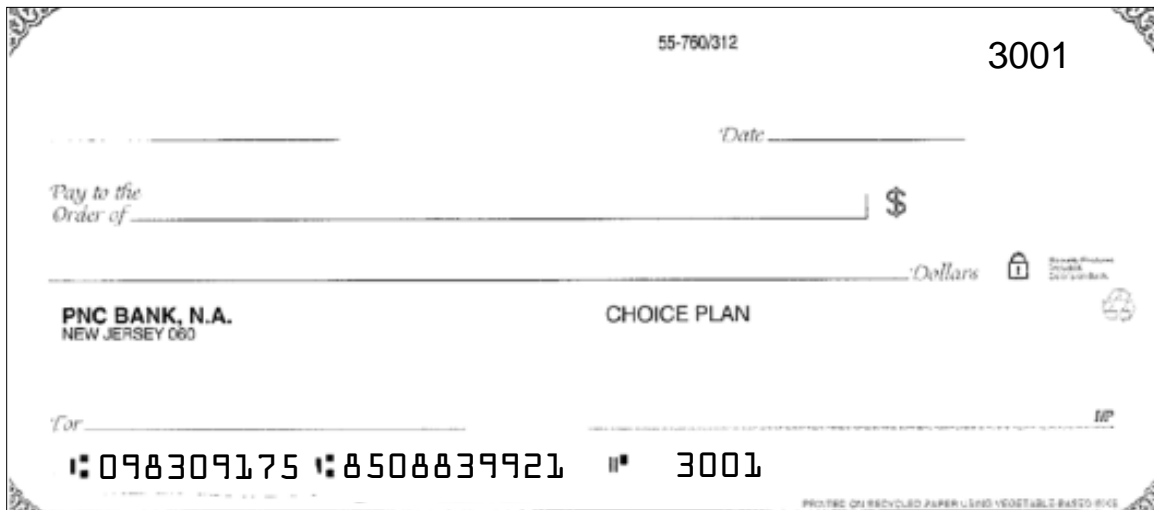 55-760/312
3001
Date
Pay to the
Order of $
Dollars
PNC BANK, N.A. CHOICE PLAN
NEW JERSEY 060
For MP
⑆098309175⑆8508839921⑈ 3001
PRINTED ON RECYCLED PAPER USING VEGETABLE-BASED INKS